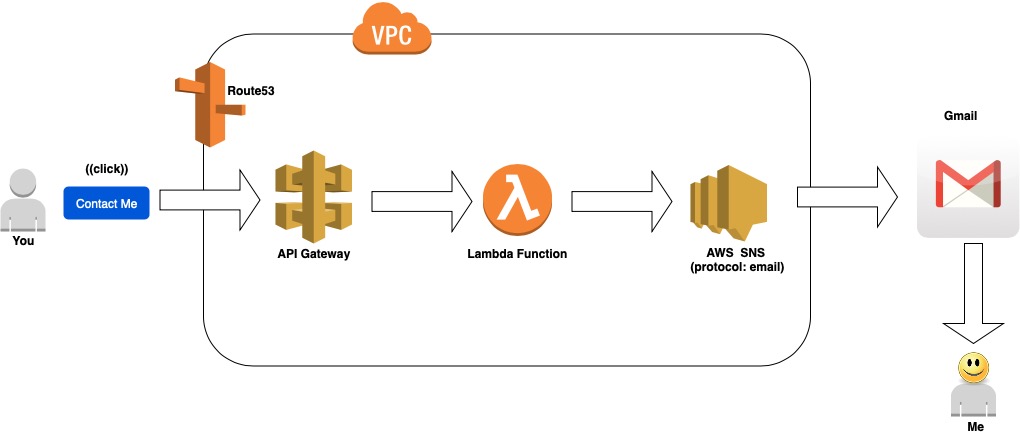 VPC
Route53
Gmail
((click))
Contact Me
You
API Gateway
Lambda Function
AWS SNS
(protocol: email)
Me